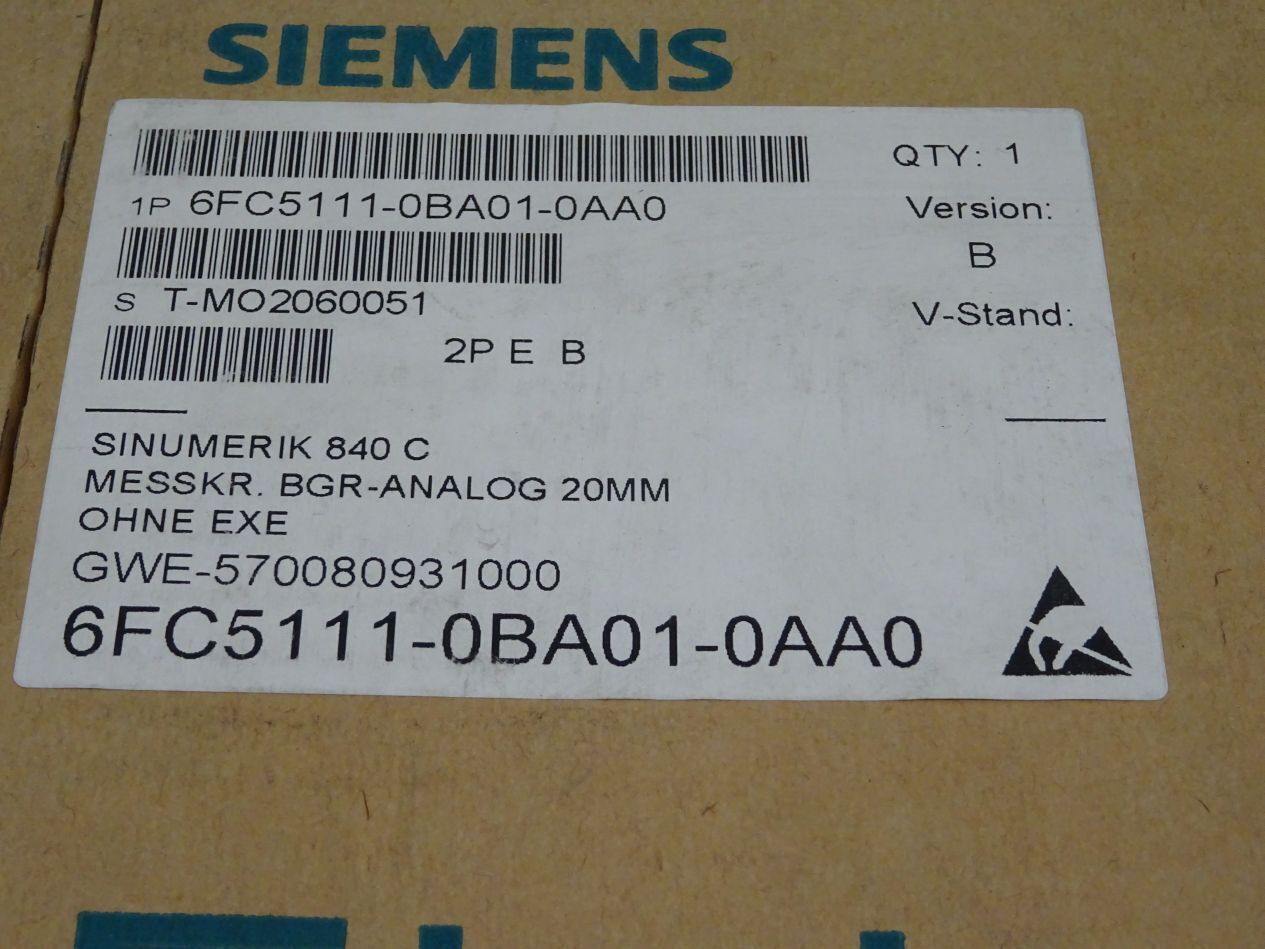 SIEMENS
QTY: 1
1P 6FC5111-0BA01-0AA0
Version:
B
S T-MO2060051
V-Stand:
2P E B
SINUMERIK 840 C
MESSKR. BGR-ANALOG 20MM
OHNE EXE
GWE-570080931000
6FC5111-0BA01-0AA0